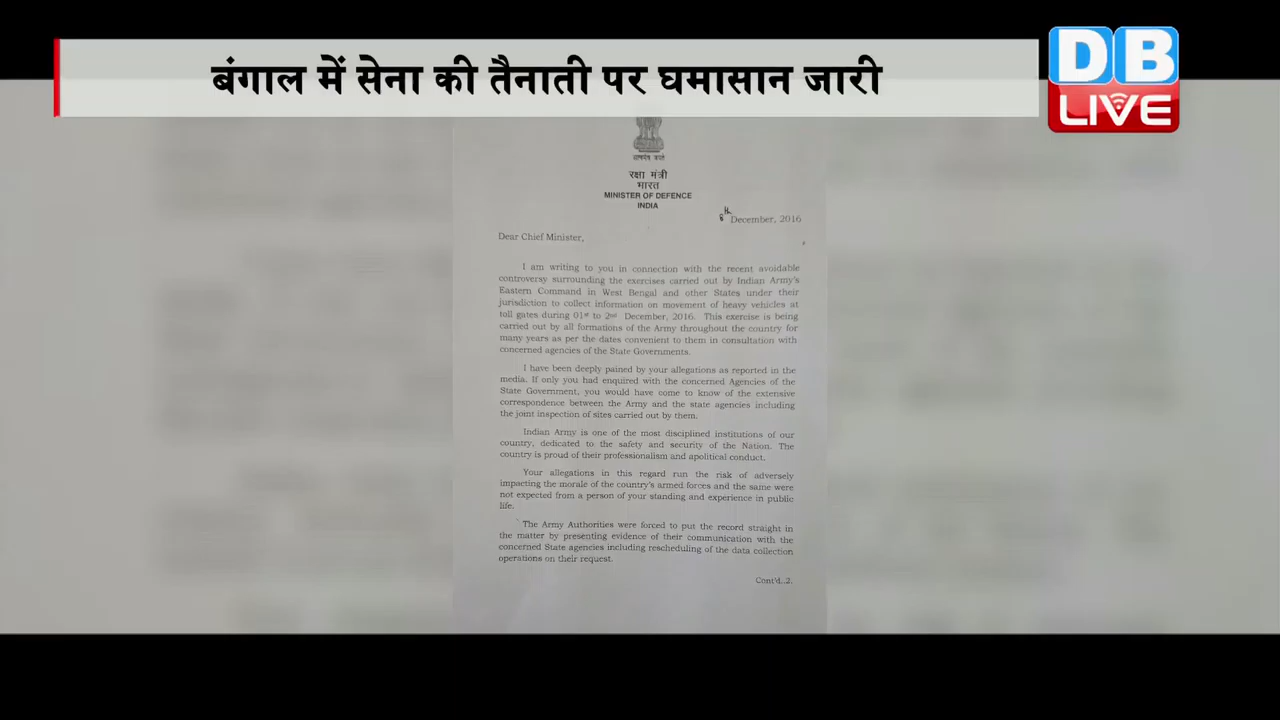 बंगाल में सेना की तैनाती पर घमासान जारी
DB
LIVE
सत्यमेव जयते
रक्षा मंत्री
भारत
MINISTER OF DEFENCE
INDIA
8th December, 2016
Dear Chief Minister,
I am writing to you in connection with the recent avoidable
controversy surrounding the exercises carried out by Indian Army's
Eastern Command in West Bengal and other States under their
jurisdiction to collect information on movement of heavy vehicles at
toll gates during 01st to 2nd December, 2016. This exercise is being
carried out by all formations of the Army throughout the country for
many years as per the dates convenient to them in consultation with
concerned agencies of the State Governments.
I have been deeply pained by your allegations as reported in the
media. If only you had enquired with the concerned Agencies of the
State Government, you would have come to know of the extensive
correspondence between the Army and the state agencies including
the joint inspection of sites carried out by them.
Indian Army is one of the most disciplined institutions of our
country, dedicated to the safety and security of the Nation. The
country is proud of their professionalism and apolitical conduct.
Your allegations in this regard run the risk of adversely
impacting the morale of the country's armed forces and the same were
not expected from a person of your standing and experience in public
life.
The Army Authorities were forced to put the record straight in
the matter by presenting evidence of their communication with the
concerned State agencies including rescheduling of the data collection
operations on their request.
Cont'd..2.